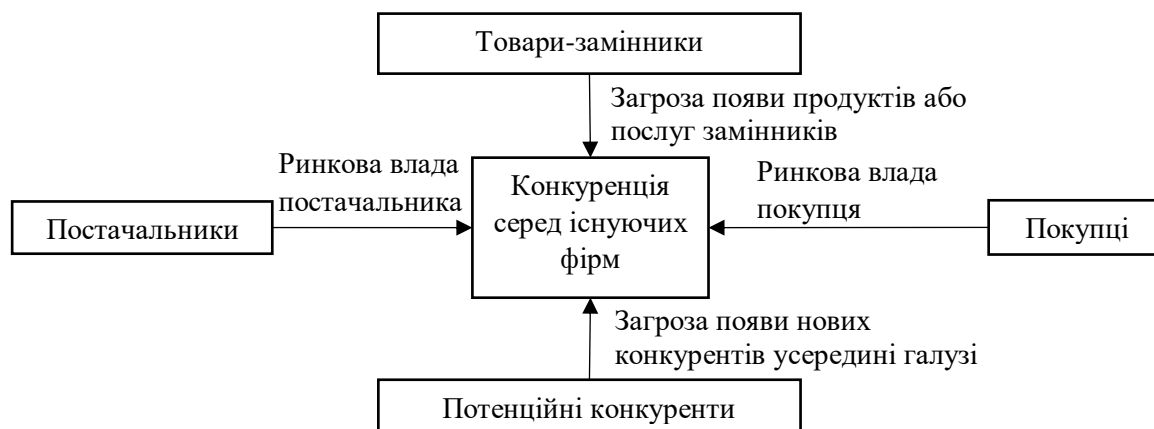 Товари-замінники
Загроза появи продуктів або
послуг замінників
Ринкова влада
постачальника
Конкуренція
серед існуючих
фірм
Ринкова влада
покупця
Постачальники
Покупці
Загроза появи нових
конкурентів усередині галузі
Потенційні конкуренти